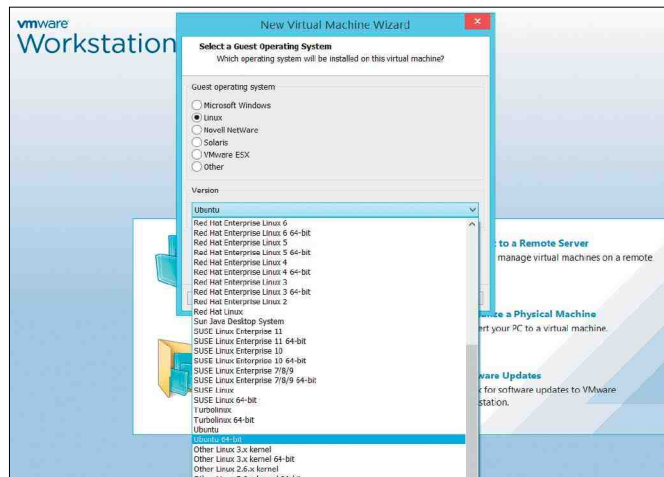 vmware
Workstation
New Virtual Machine Wizard
Select a Guest Operating System
Which operating system will be installed on this virtual machine?
Guest operating system
Microsoft Windows
Linux
Novell NetWare
Solaris
VMware ESX
Other
Version
Ubuntu
Red Hat Enterprise Linux 6
Red Hat Enterprise Linux 6 64-bit
Red Hat Enterprise Linux 5
Red Hat Enterprise Linux 5 64-bit
Red Hat Enterprise Linux 4
Red Hat Enterprise Linux 4 64-bit
Red Hat Enterprise Linux 3
Red Hat Enterprise Linux 3 64-bit
Red Hat Enterprise Linux 2
Red Hat Linux
Sun Java Desktop System
SUSE Linux Enterprise 11
SUSE Linux Enterprise 11 64-bit
SUSE Linux Enterprise 10
SUSE Linux Enterprise 10 64-bit
SUSE Linux Enterprise 7/8/9
SUSE Linux Enterprise 7/8/9 64-bit
SUSE Linux
SUSE Linux 64-bit
Turbolinux
Turbolinux 64-bit
Ubuntu
Ubuntu 64-bit
Other Linux 3.x kernel
Other Linux 3.x kernel 64-bit
Other Linux 2.6.x kernel
to a Remote Server
manage virtual machines on a remote
a Physical Machine
your PC to a virtual machine.
Updates
for software updates to VMware